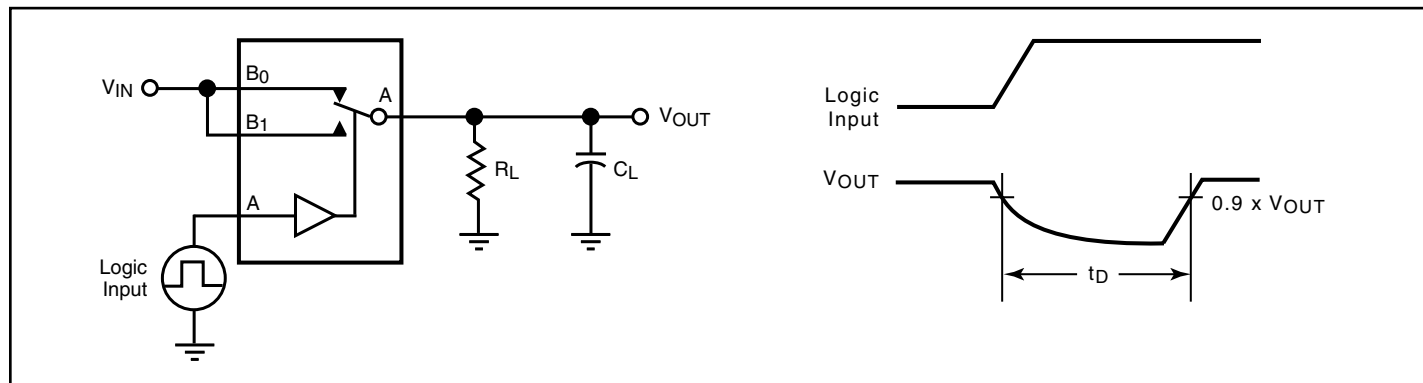 VIN
B0
A
B1
VOUT
RL
CL
A
Logic
Input
Logic
Input
VOUT
0.9 x VOUT
tD